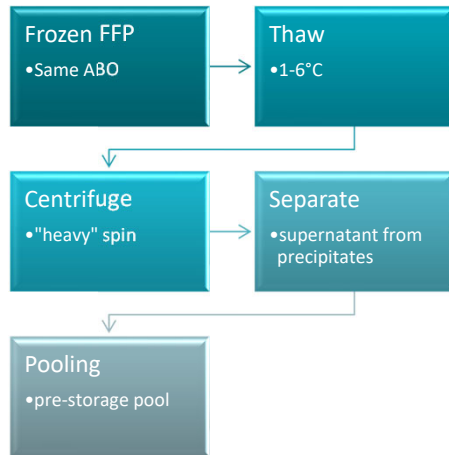 Frozen FFP
•Same ABO
Thaw
•1-6°C
Centrifuge
•"heavy" spin
Separate
•supernatant from
precipitates
Pooling
•pre-storage pool